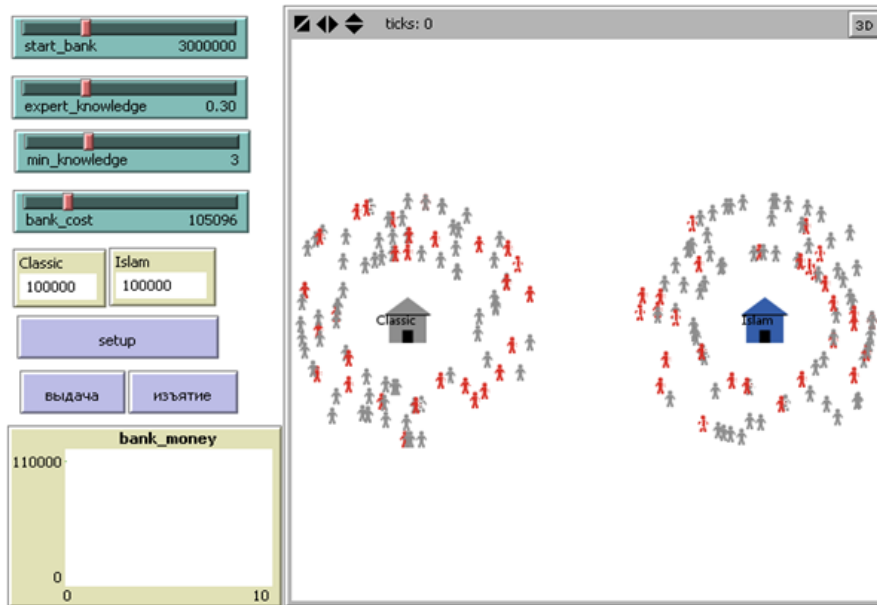 ticks: 0
3D
start_bank 3000000
expert_knowledge 0.30
min_knowledge 3
bank_cost 105096
Classic
100000
Islam
100000
setup
выдача
изъятие
bank_money
110000
0
0 10
Classic
Islam